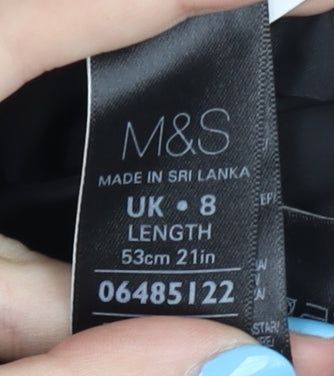 M&S
MADE IN SRI LANKA
UK • 8
LENGTH
53cm 21in
06485122